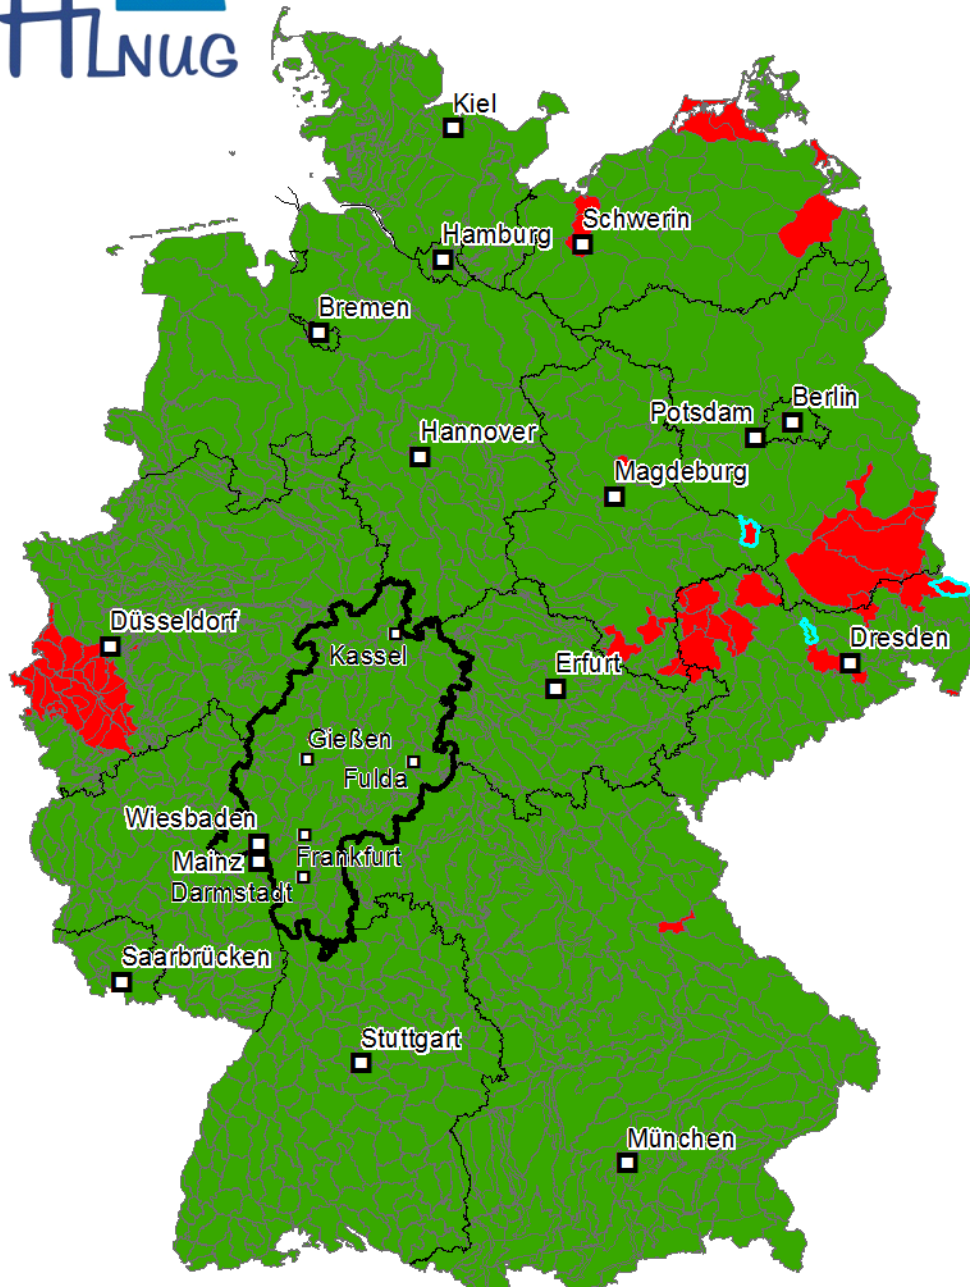 HLNUG
Kiel
Schwerin
Hamburg
Bremen
Berlin
Potsdam
Hannover
Magdeburg
Düsseldorf
Dresden
Kassel
Erfurt
Gießen
Fulda
Wiesbaden
Frankfurt
Mainz
Darmstadt
Saarbrücken
Stuttgart
München